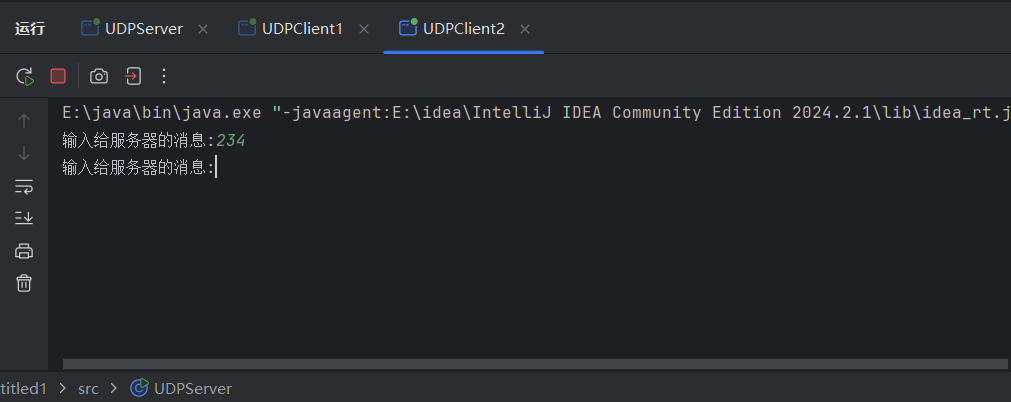 运行 UDPServer UDPClient1 UDPClient2
E:\java\bin\java.exe "-javaagent:E:\idea\IntelliJ IDEA Community Edition 2024.2.1\lib\idea_rt.j
输入给服务器的消息:234
输入给服务器的消息:
titled1 > src > UDPServer